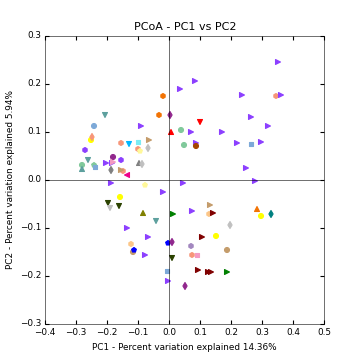 PCoA - PC1 vs PC2
0.3
0.2
0.1
0.0
−0.1
−0.2
−0.3
PC2 - Percent variation explained 5.94%
−0.4 −0.3 −0.2 −0.1 0.0 0.1 0.2 0.3 0.4 0.5
PC1 - Percent variation explained 14.36%